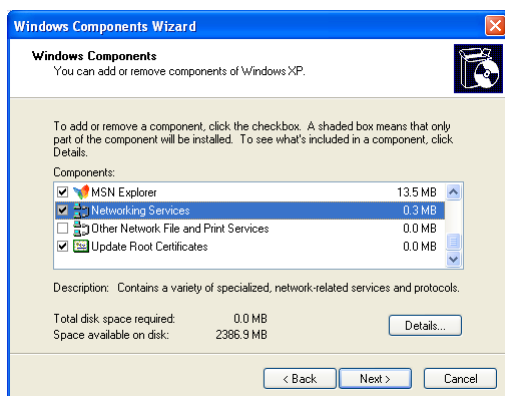 Windows Components Wizard
Windows Components
You can add or remove components of Windows XP.
To add or remove a component, click the checkbox. A shaded box means that only
part of the component will be installed. To see what's included in a component, click
Details.
Components:
MSN Explorer 13.5 MB
Networking Services 0.3 MB
Other Network File and Print Services 0.0 MB
Update Root Certificates 0.0 MB
Description: Contains a variety of specialized, network-related services and protocols.
Total disk space required: 0.0 MB
Space available on disk: 2386.9 MB
Details...
< Back Next > Cancel